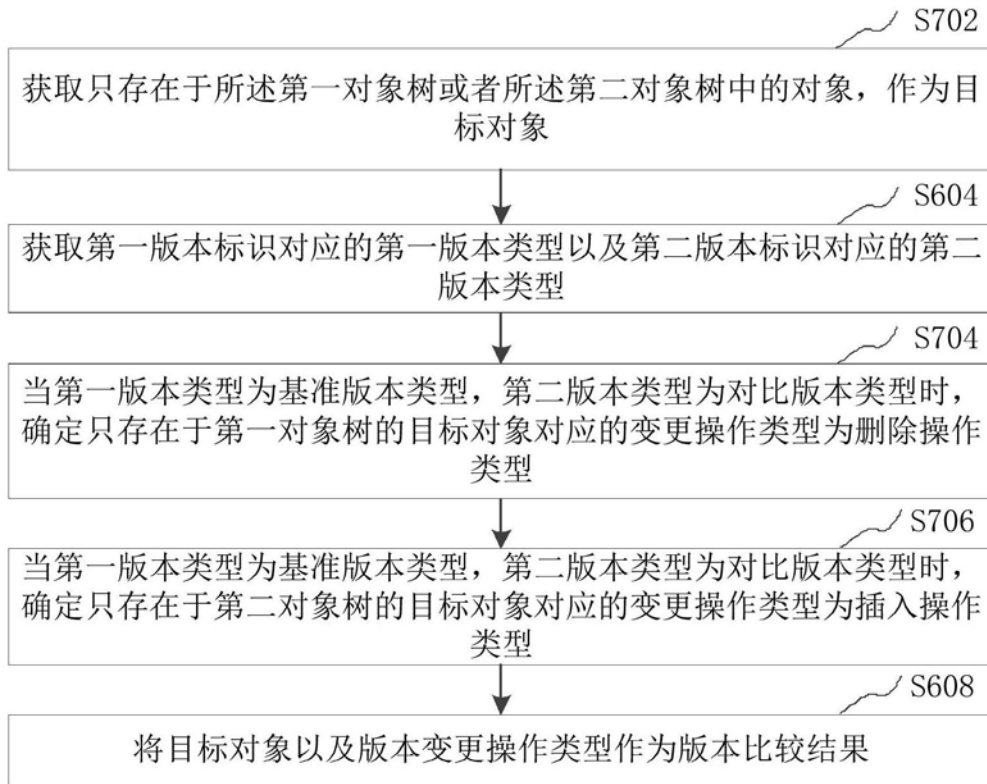 S702
获取只存在于所述第一对象树或者所述第二对象树中的对象，作为目
标对象
S604
获取第一版本标识对应的第一版本类型以及第二版本标识对应的第二
版本类型
S704
当第一版本类型为基准版本类型，第二版本类型为对比版本类型时，
确定只存在于第一对象树的目标对象对应的变更操作类型为删除操作
类型
S706
当第一版本类型为基准版本类型，第二版本类型为对比版本类型时，
确定只存在于第二对象树的目标对象对应的变更操作类型为插入操作
类型
S608
将目标对象以及版本变更操作类型作为版本比较结果